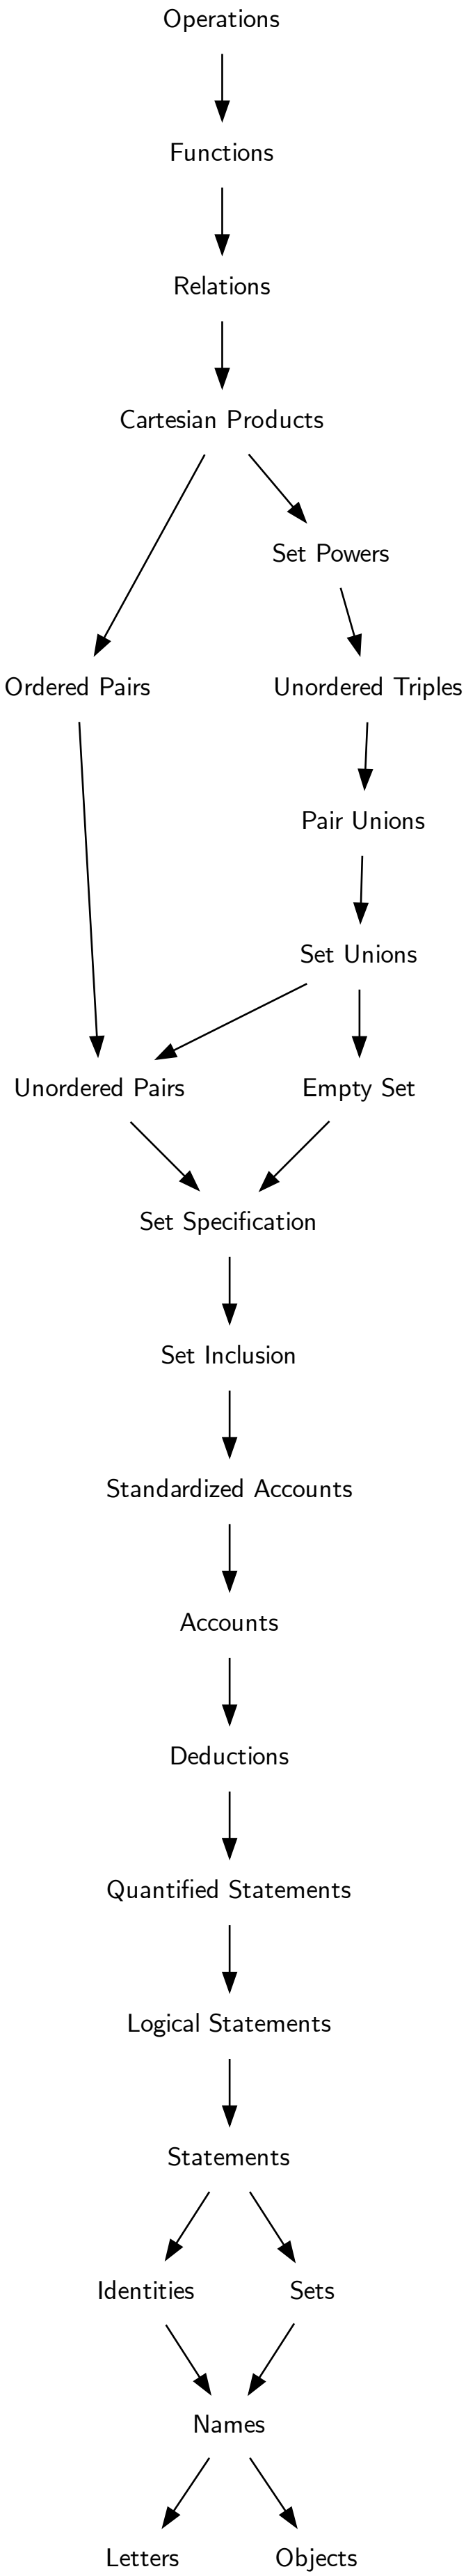 Operations
Functions
Relations
Cartesian Products
Set Powers
Ordered Pairs
Unordered Triples
Pair Unions
Set Unions
Unordered Pairs
Empty Set
Set Specification
Set Inclusion
Standardized Accounts
Accounts
Deductions
Quantified Statements
Logical Statements
Statements
Identities
Sets
Names
Letters
Objects